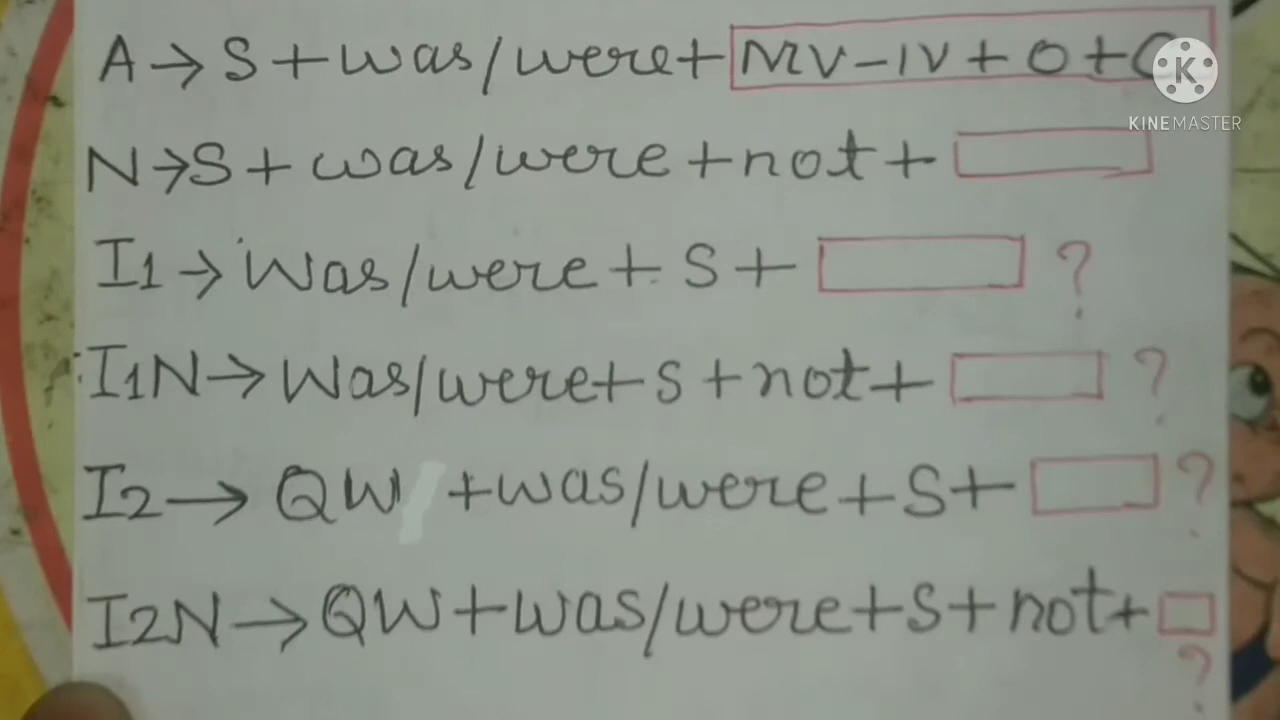 A → S + was/were + MV-IV + O + C
N → S + was/were + not +
I1 → Was/were + S + ?
I1N → Was/were + S + not + ?
I2 → QW + was/were + S + ?
I2N → QW + was/were + S + not +
?
K
KINEMASTER